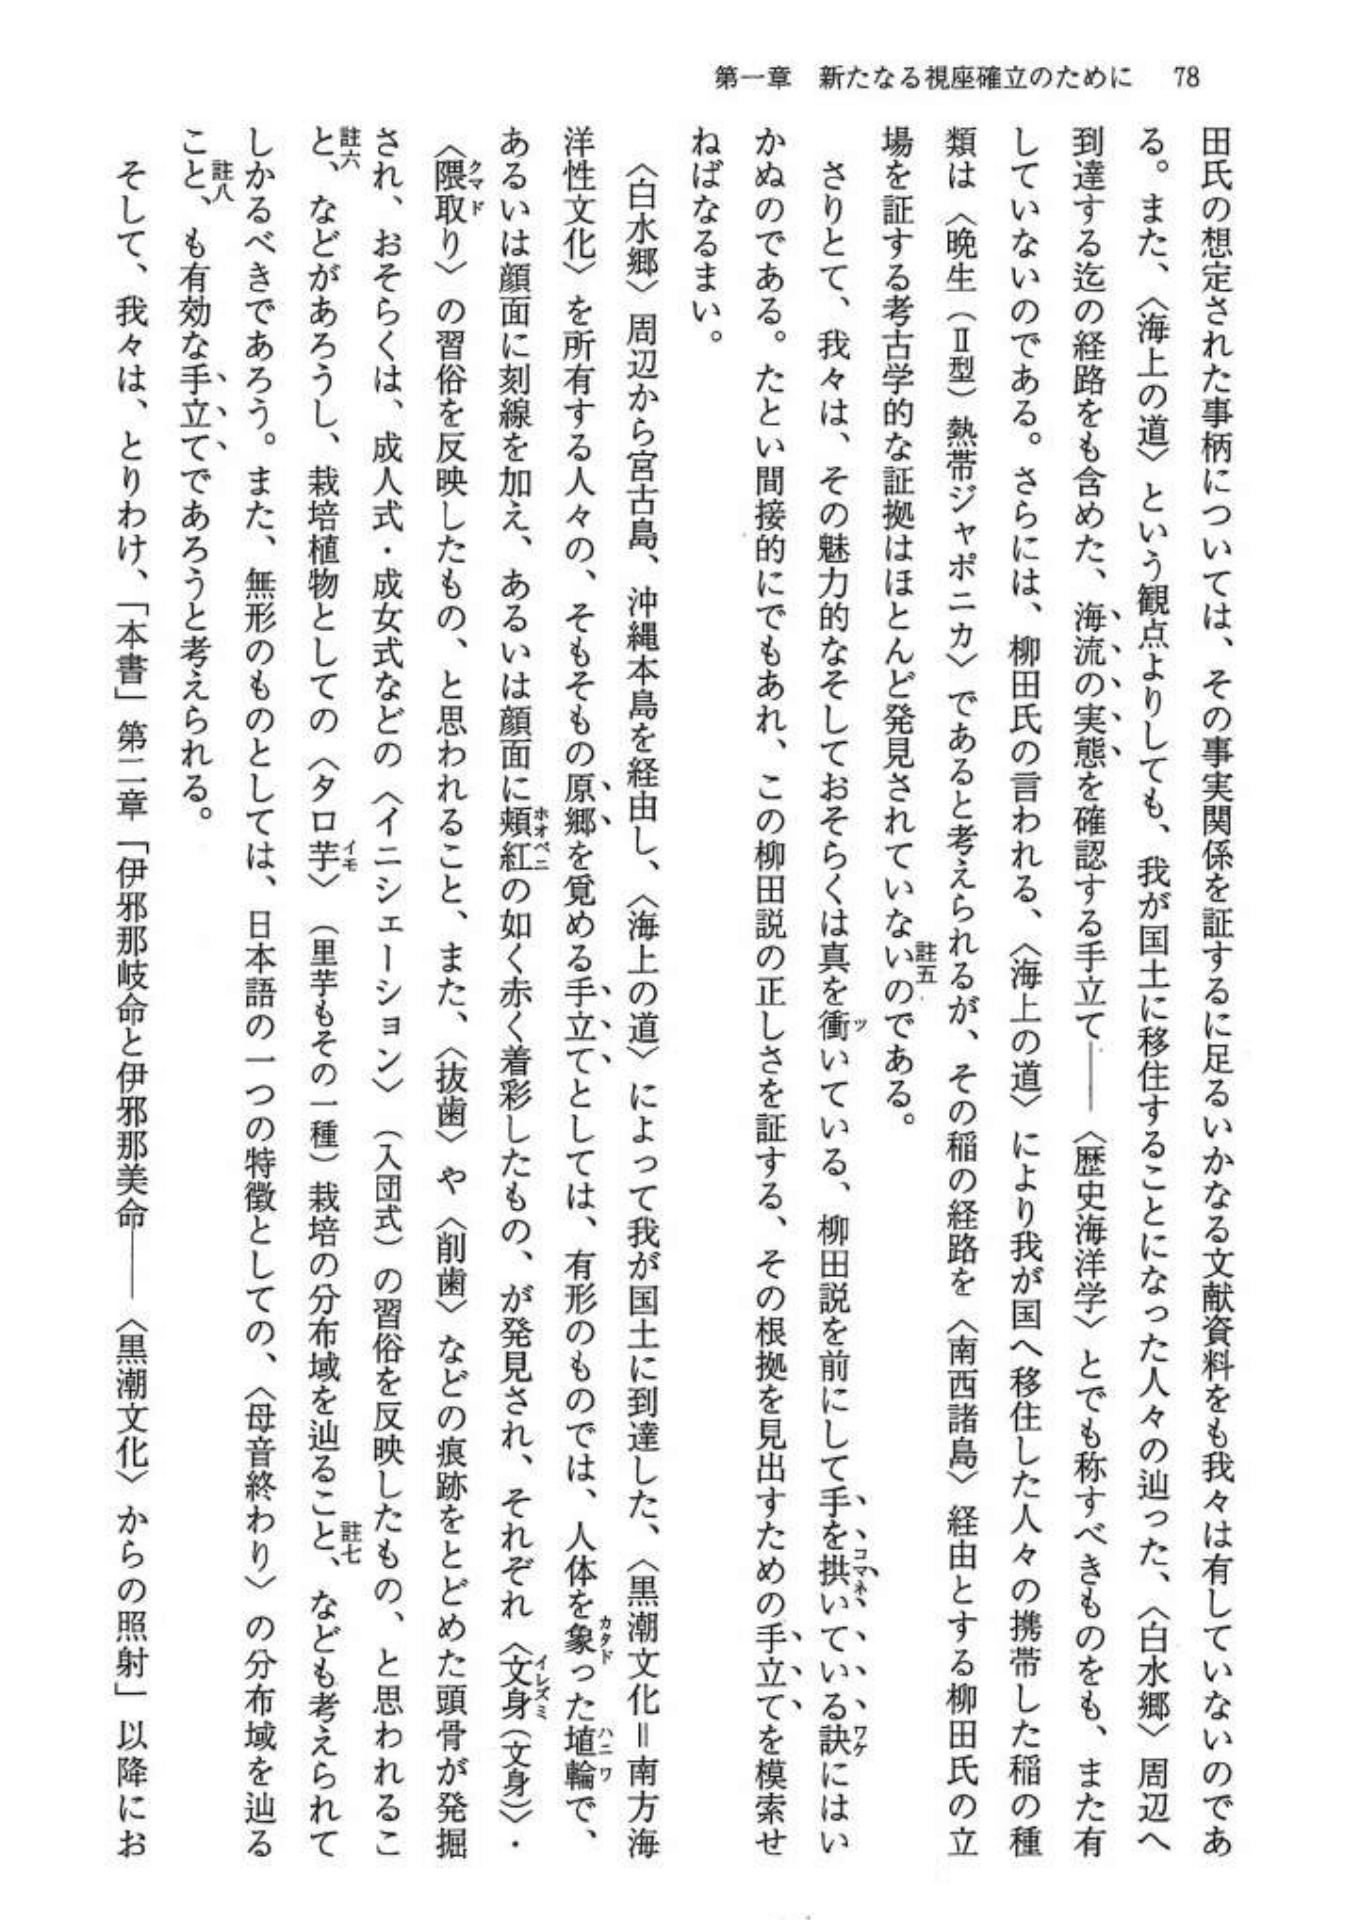 第一章　新たなる視座確立のために　78
田氏の想定された事柄については、その事実関係を証するに足るいかなる文献資料をも我々は有していないのであ
る。また、〈海上の道〉という観点よりしても、我が国土に移住することになった人々の辿った、〈白水郷〉周辺へ
到達する迄の経路をも含めた、海流の実態を確認する手立て――〈歴史海洋学〉とでも称すべきものをも、また有
していないのである。さらには、柳田氏の言われる、〈海上の道〉により我が国へ移住した人々の携帯した稲の種
類は〈晩生（Ⅱ型）熱帯ジャポニカ〉であると考えられるが、その稲の経路を〈南西諸島〉経由とする柳田氏の立
場を証する考古学的な証拠はほとんど発見されていない註五のである。
　さりとて、我々は、その魅力的なそしておそらくは真を衝ツいている、柳田説を前にして手を拱コマネいている訣ワケにはい
かぬのである。たとい間接的にでもあれ、この柳田説の正しさを証する、その根拠を見出すための手立てを模索せ
ねばなるまい。
　〈白水郷〉周辺から宮古島、沖縄本島を経由し、〈海上の道〉によって我が国土に到達した、〈黒潮文化＝南方海
洋性文化〉を所有する人々の、そもそもの原郷を覓める手立てとしては、有形のものでは、人体を象カタドった埴輪ハニワで、
あるいは顔面に刻線を加え、あるいは顔面に頬紅ホオベニの如く赤く着彩したもの、が発見され、それぞれ〈文身イレズミ（文身）〉・
〈隈取クマドり〉の習俗を反映したもの、と思われること、また、〈抜歯〉や〈削歯〉などの痕跡をとどめた頭骨が発掘
され、おそらくは、成人式・成女式などの〈イニシェーション〉（入団式）の習俗を反映したもの、と思われるこ
と註六、などがあろうし、栽培植物としての〈タロ芋イモ〉（里芋もその一種）栽培の分布域を辿ること註七、なども考えられて
しかるべきであろう。また、無形のものとしては、日本語の一つの特徴としての、〈母音終わり〉の分布域を辿る
こと註八、も有効な手立てであろうと考えられる。
　そして、我々は、とりわけ、「本書」第二章「伊邪那岐命と伊邪那美命――〈黒潮文化〉からの照射」以降にお